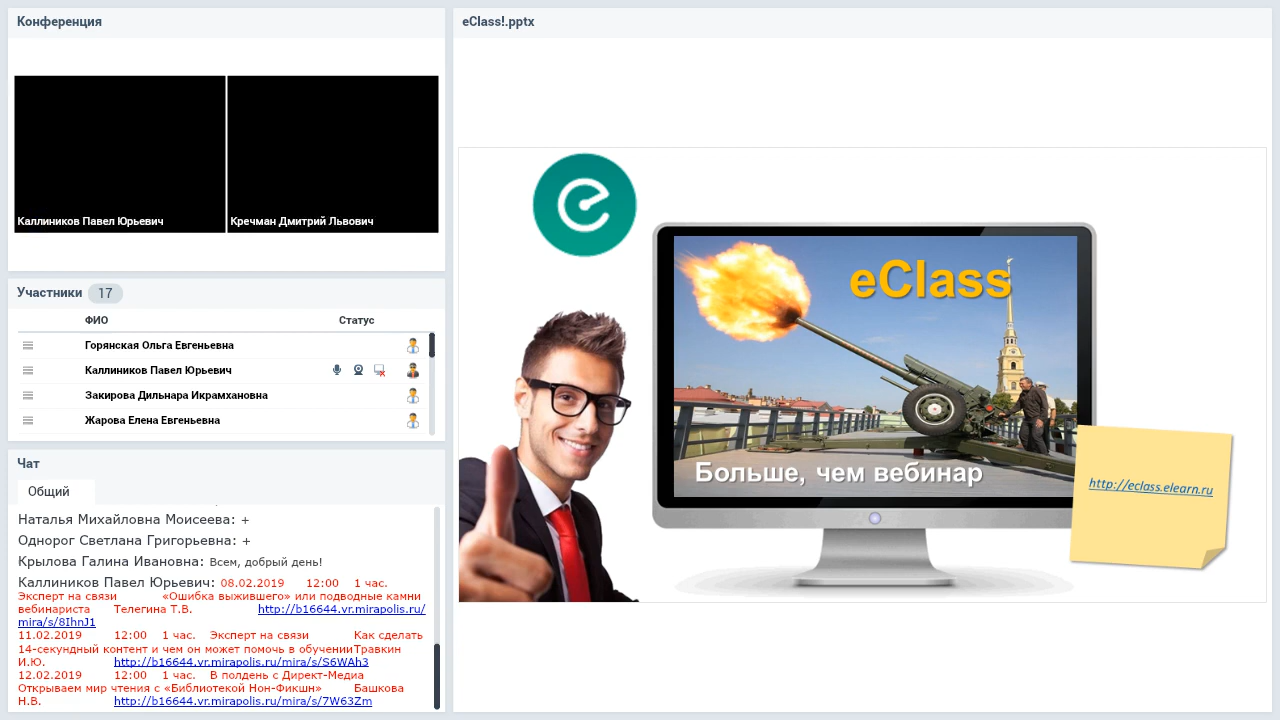 Конференция
Каллиников Павел Юрьевич
Кречман Дмитрий Львович
Участники 17
ФИО Статус
Горянская Ольга Евгеньевна
Каллиников Павел Юрьевич
Закирова Дильнара Икрамхановна
Жарова Елена Евгеньевна
Чат
Общий
Наталья Михайловна Моисеева: +
Однорог Светлана Григорьевна: +
Крылова Галина Ивановна: Всем, добрый день!
Каллиников Павел Юрьевич: 08.02.2019 12:00 1 час.
Эксперт на связи «Ошибка выжившего» или подводные камни
вебинариста Телегина Т.В. http://b16644.vr.mirapolis.ru/
mira/s/8IhnJ1
11.02.2019 12:00 1 час. Эксперт на связи Как сделать
14-секундный контент и чем он может помочь в обучении Травкин
И.Ю. http://b16644.vr.mirapolis.ru/mira/s/S6WAh3
12.02.2019 12:00 1 час. В полдень с Директ-Медиа
Открываем мир чтения с «Библиотекой Нон-Фикшн» Башкова
Н.В. http://b16644.vr.mirapolis.ru/mira/s/7W63Zm
eClass!.pptx
eClass
Больше, чем вебинар
http://eclass.elearn.ru